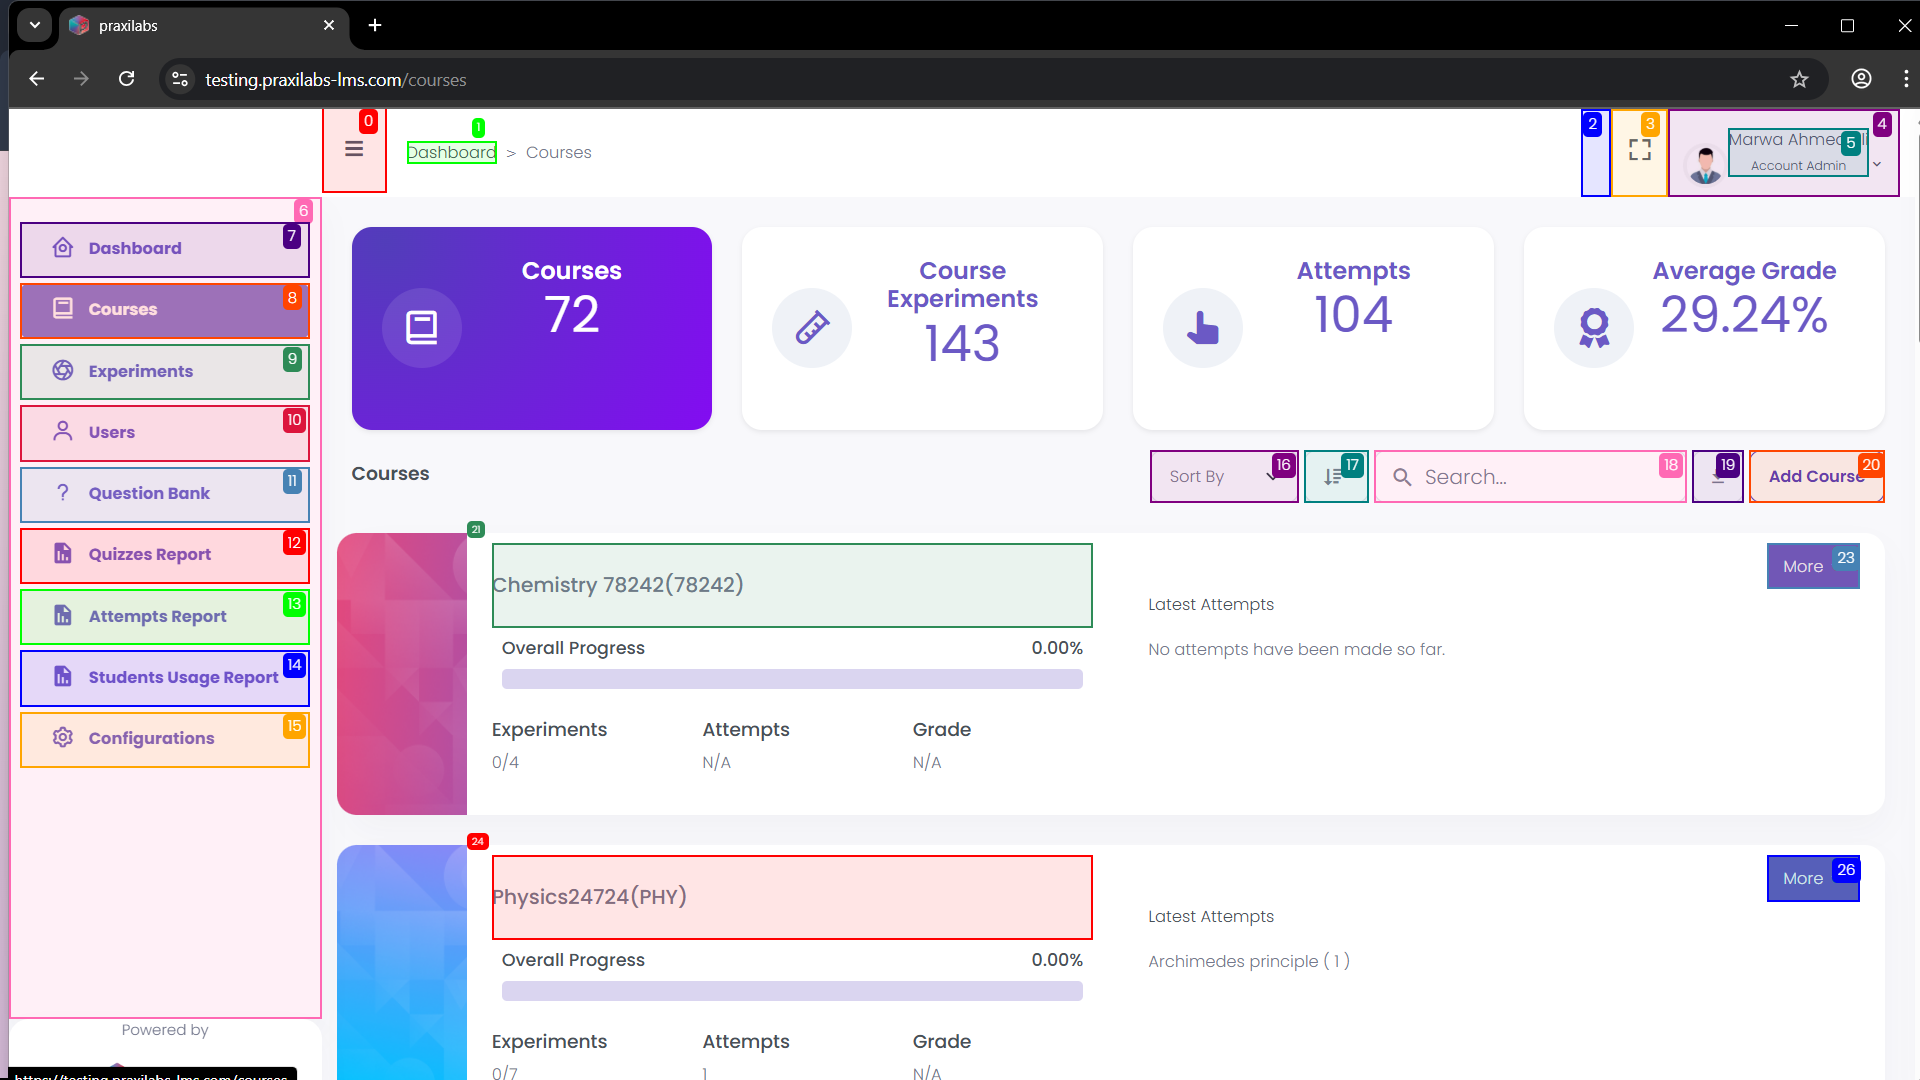 praxilabs
testing.praxilabs-lms.com/courses
0
1
Dashboard > Courses
2
3
4
5
Marwa Ahmed
Account Admin
6
Dashboard 7
Courses 8
Experiments 9
Users 10
? Question Bank 11
Quizzes Report 12
Attempts Report 13
Students Usage Report 14
Configurations 15
Powered by
https://testing.praxilabs-lms.com/courses
Courses
72
Course
Experiments
143
Attempts
104
Average Grade
29.24%
Courses
Sort By 16
17
Search... 18
19
Add Course 20
21
Chemistry 78242(78242)
Overall Progress 0.00%
Experiments Attempts Grade
0/4 N/A N/A
More 23
Latest Attempts
No attempts have been made so far.
24
Physics24724(PHY)
Overall Progress 0.00%
Experiments Attempts Grade
0/7 1 N/A
More 26
Latest Attempts
Archimedes principle ( 1 )